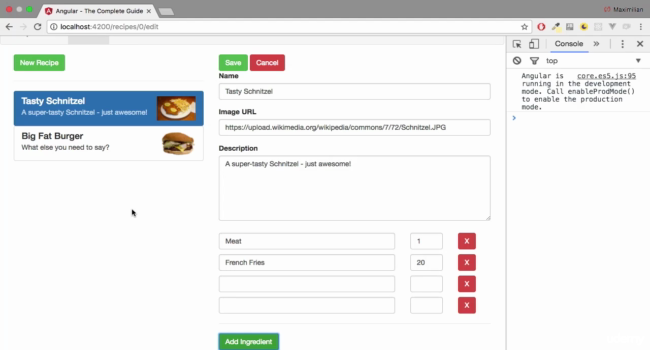 Angular - The Complete Guide
Maximilian
localhost:4200/recipes/0/edit
Console
top
New Recipe
Tasty Schnitzel
A super-tasty Schnitzel - just awesome!
Big Fat Burger
What else you need to say?
Save
Cancel
Name
Tasty Schnitzel
Image URL
https://upload.wikimedia.org/wikipedia/commons/7/72/Schnitzel.JPG
Description
A super-tasty Schnitzel - just awesome!
Meat 1 X
French Fries 20 X
X
X
Add Ingredient
Angular is core.es5.js:95
running in the development
mode. Call enableProdMode()
to enable the production
mode.